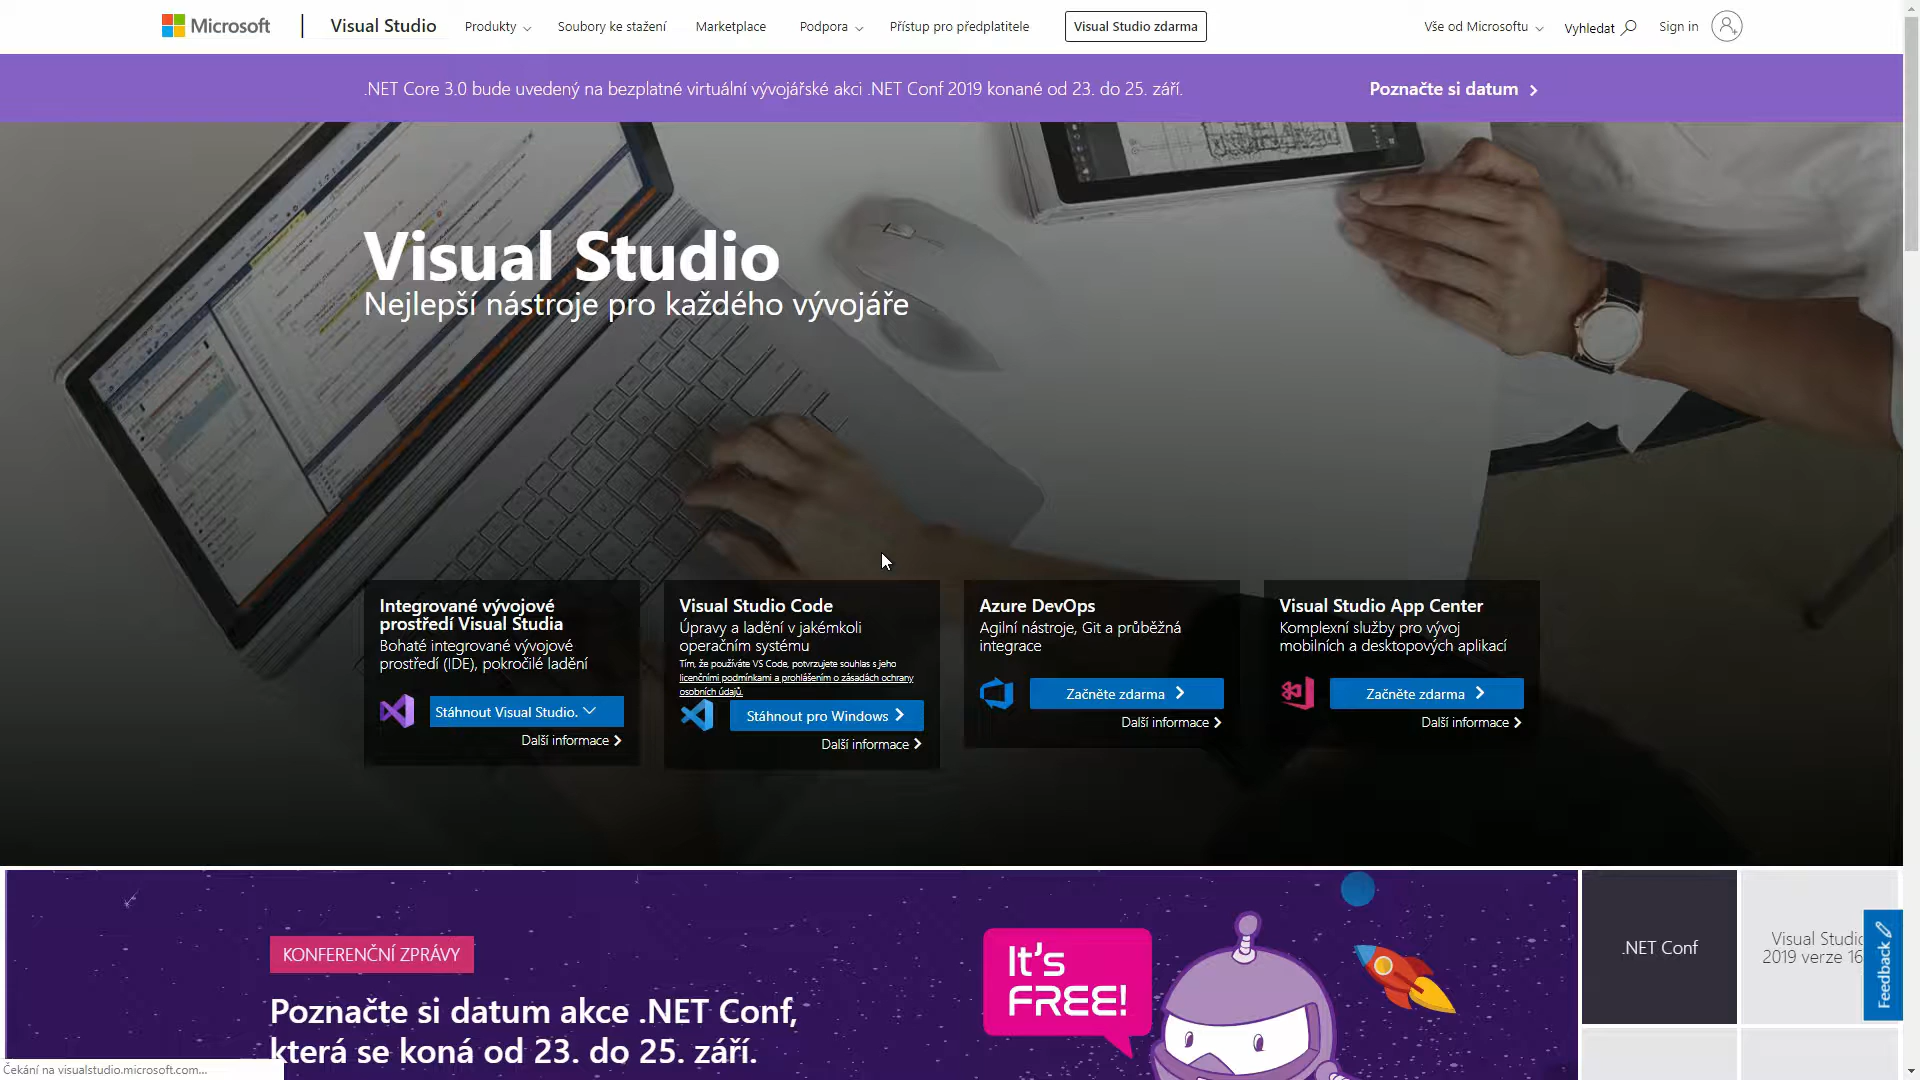 Microsoft
Visual Studio
Produkty
Soubory ke stažení
Marketplace
Podpora
Přístup pro předplatitele
Visual Studio zdarma
Vše od Microsoftu
Vyhledat
Sign in
.NET Core 3.0 bude uvedený na bezplatné virtuální vývojářské akci .NET Conf 2019 konané od 23. do 25. září.
Poznačte si datum
Visual Studio
Nejlepší nástroje pro každého vývojáře
Integrované vývojové
prostředí Visual Studia
Bohaté integrované vývojové
prostředí (IDE), pokročilé ladění
Stáhnout Visual Studio.
Další informace
Visual Studio Code
Úpravy a ladění v jakémkoli
operačním systému
Tím, že používáte VS Code, potvrzujete souhlas s jeho
licenčními podmínkami a prohlášením o zásadách ochrany
osobních údajů.
Stáhnout pro Windows
Další informace
Azure DevOps
Agilní nástroje, Git a průběžná
integrace
Začněte zdarma
Další informace
Visual Studio App Center
Komplexní služby pro vývoj
mobilních a desktopových aplikací
Začněte zdarma
Další informace
KONFERENČNÍ ZPRÁVY
Poznačte si datum akce .NET Conf,
která se koná od 23. do 25. září.
It's
FREE!
.NET Conf
Visual Studio
2019 verze 16
Feedback
Čekání na visualstudio.microsoft.com...